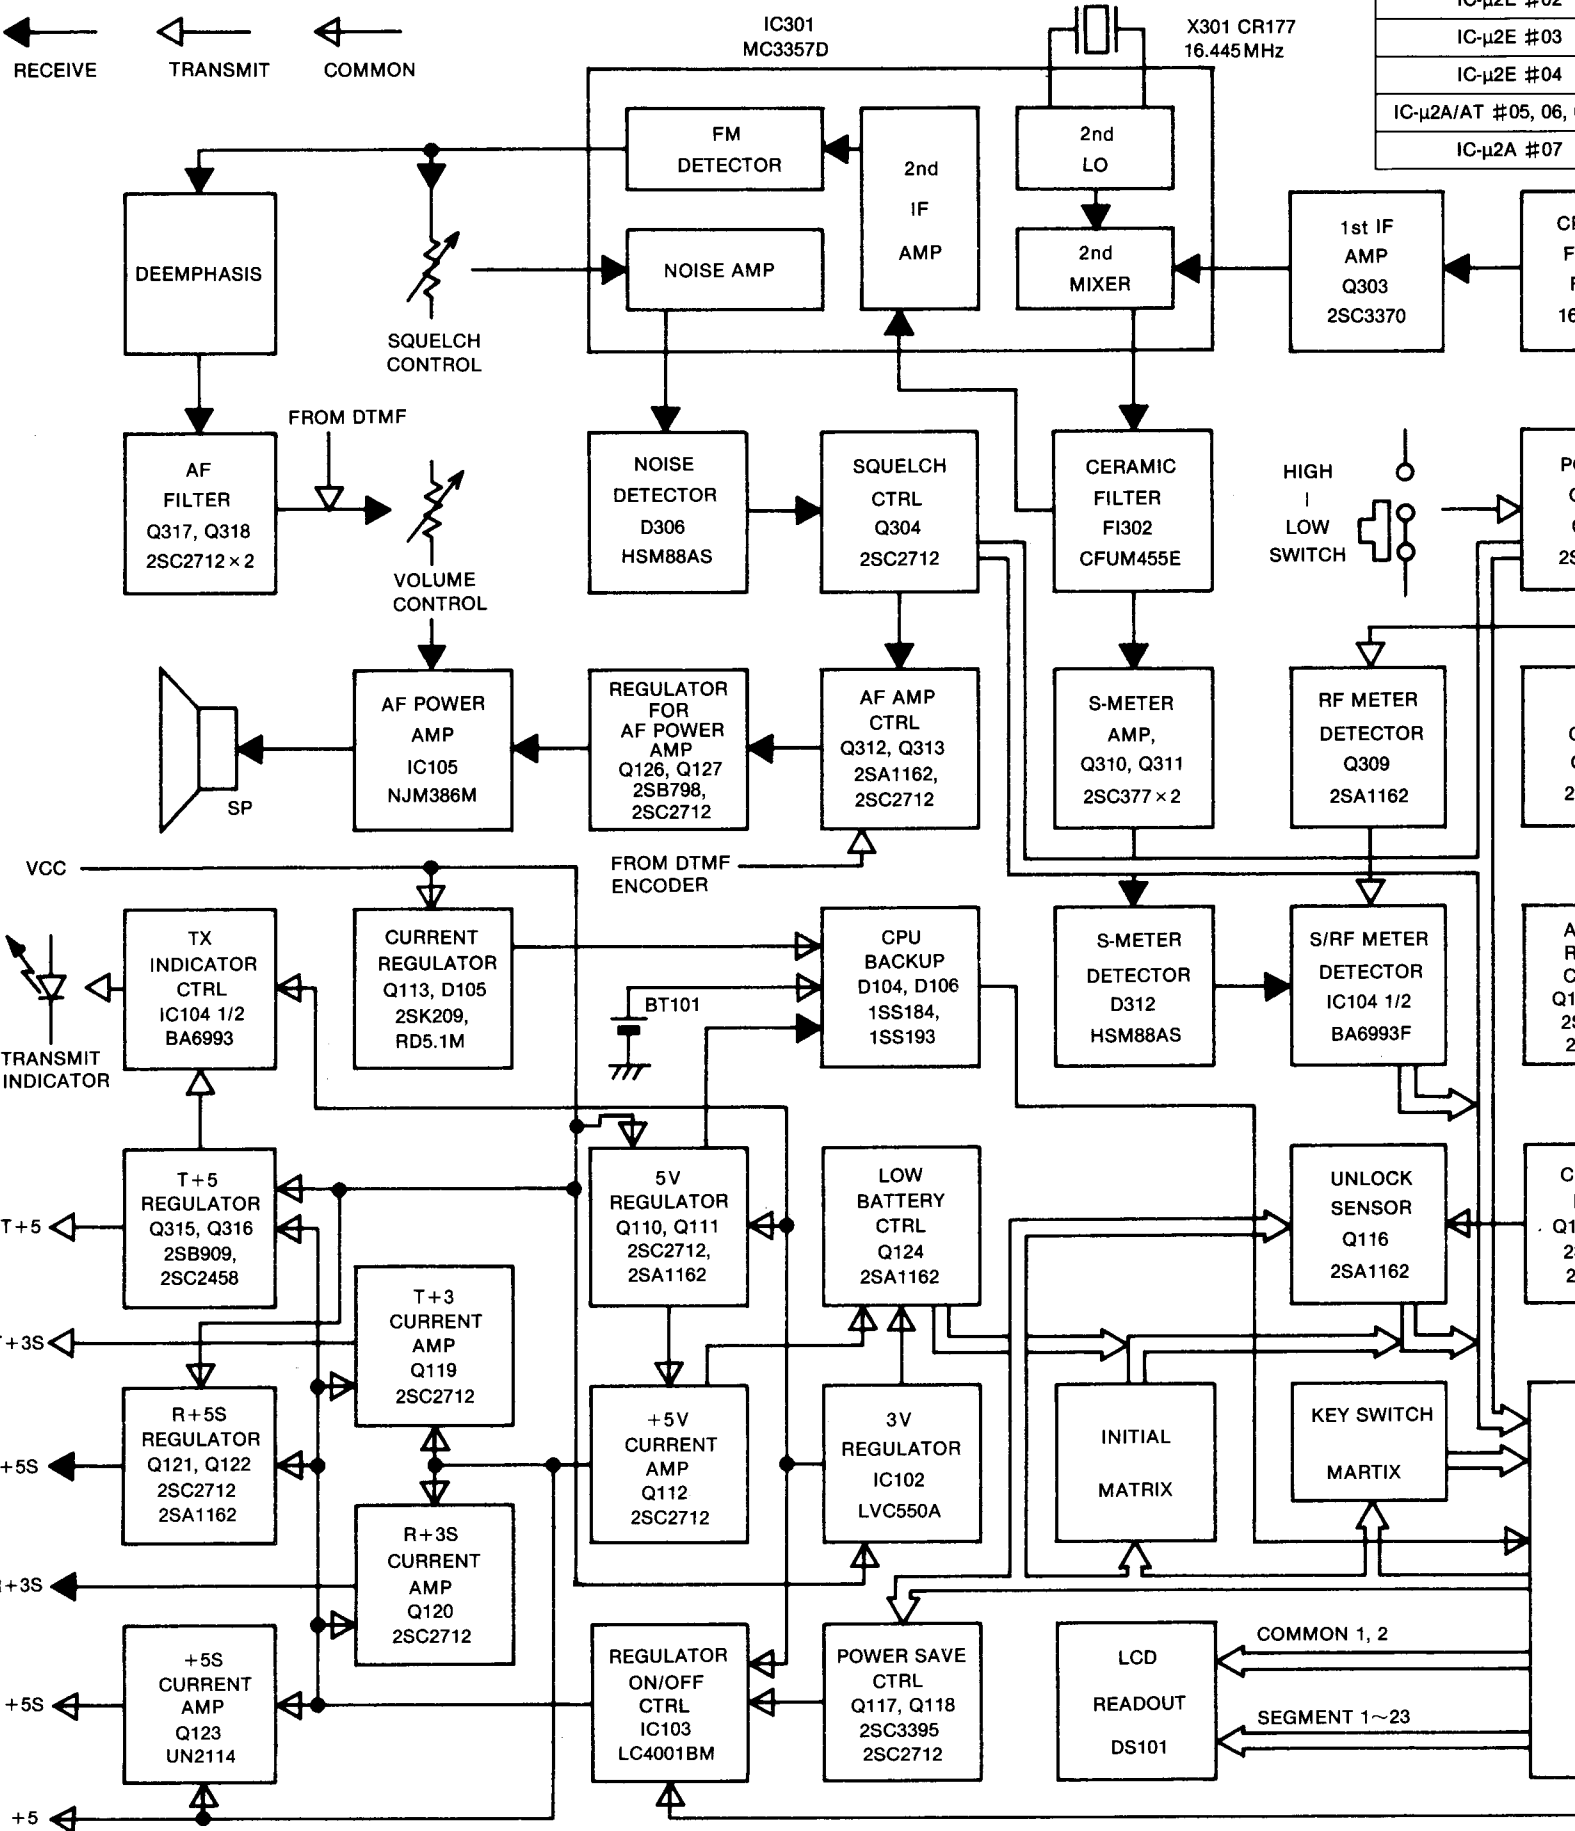 RECEIVE
TRANSMIT
COMMON
IC301
MC3357D
X301 CR177
16.445MHz
IC-µ2E #02
IC-µ2E #03
IC-µ2E #04
IC-µ2A/AT #05, 06,
IC-µ2A #07
FM
DETECTOR
2nd
IF
AMP
2nd
LO
NOISE AMP
2nd
MIXER
1st IF
AMP
Q303
2SC3370
DEEMPHASIS
SQUELCH
CONTROL
FROM DTMF
AF
FILTER
Q317, Q318
2SC2712×2
VOLUME
CONTROL
NOISE
DETECTOR
D306
HSM88AS
SQUELCH
CTRL
Q304
2SC2712
CERAMIC
FILTER
FI302
CFUM455E
HIGH
|
LOW
SWITCH
SP
AF POWER
AMP
IC105
NJM386M
REGULATOR
FOR
AF POWER
AMP
Q126, Q127
2SB798,
2SC2712
AF AMP
CTRL
Q312, Q313
2SA1162,
2SC2712
S-METER
AMP,
Q310, Q311
2SC377×2
RF METER
DETECTOR
Q309
2SA1162
VCC
FROM DTMF
ENCODER
TRANSMIT
INDICATOR
TX
INDICATOR
CTRL
IC104 1/2
BA6993
CURRENT
REGULATOR
Q113, D105
2SK209,
RD5.1M
BT101
CPU
BACKUP
D104, D106
1SS184,
1SS193
S-METER
DETECTOR
D312
HSM88AS
S/RF METER
DETECTOR
IC104 1/2
BA6993F
T+5
T+5
REGULATOR
Q315, Q316
2SB909,
2SC2458
5V
REGULATOR
Q110, Q111
2SC2712,
2SA1162
LOW
BATTERY
CTRL
Q124
2SA1162
UNLOCK
SENSOR
Q116
2SA1162
+3S
T+3
CURRENT
AMP
Q119
2SC2712
+5S
R+5S
REGULATOR
Q121, Q122
2SC2712
2SA1162
+5V
CURRENT
AMP
Q112
2SC2712
3V
REGULATOR
IC102
LVC550A
INITIAL
MATRIX
KEY SWITCH
MARTIX
+3S
R+3S
CURRENT
AMP
Q120
2SC2712
+5S
+5S
CURRENT
AMP
Q123
UN2114
REGULATOR
ON/OFF
CTRL
IC103
LC4001BM
POWER SAVE
CTRL
Q117, Q118
2SC3395
2SC2712
LCD
READOUT
DS101
COMMON 1, 2
SEGMENT 1~23
+5